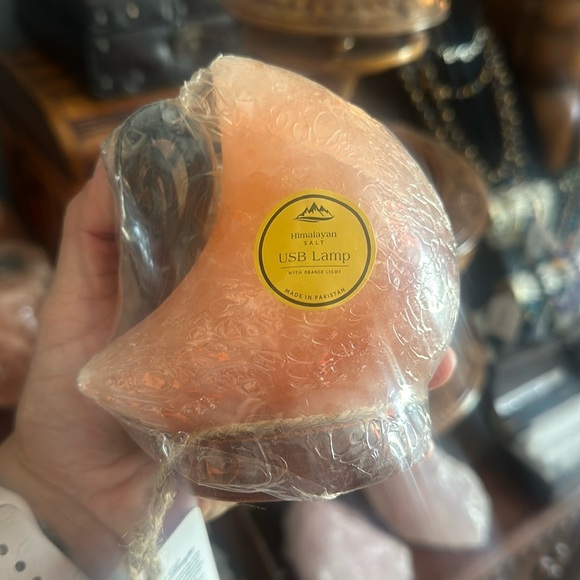 Himalayan
SALT
USB Lamp
WITH ORANGE LIGHT
MADE IN PAKISTAN